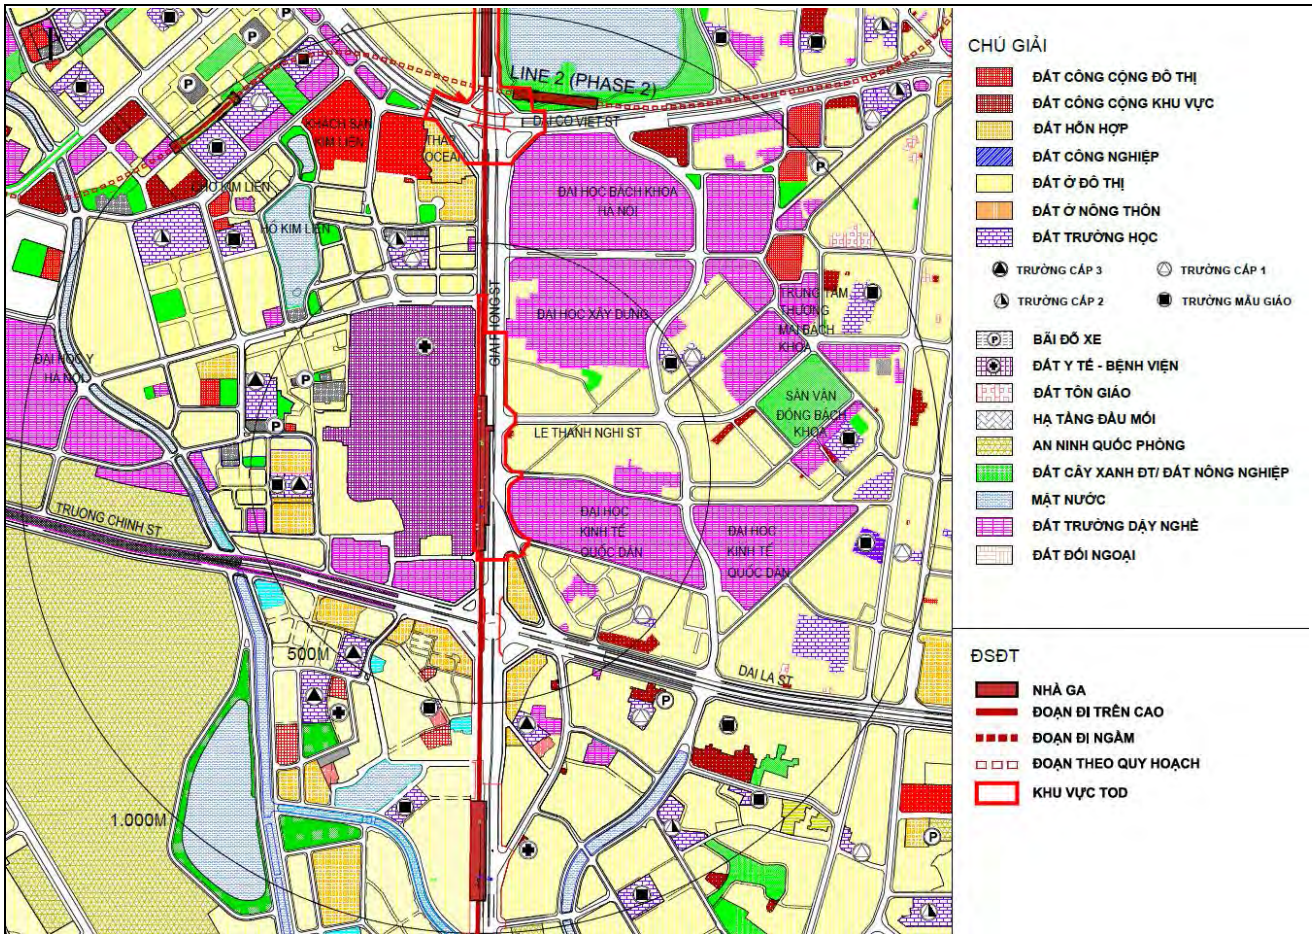 LINE 2 (PHASE 2)
DAI CO VIET ST
KHÁCH SẠN
KIM LIÊN
THÁP
OCEAN
CHỢ KIM LIÊN
HỒ KIM LIÊN
ĐẠI HỌC BÁCH KHOA
HÀ NỘI
GIAI PHONG ST
ĐẠI HỌC XÂY DỰNG
TRUNG TÂM
THƯƠNG
MẠI BÁCH
KHOA
ĐẠI HỌC Y
HÀ NỘI
SÂN VẬN
ĐỘNG BÁCH
KHOA
LE THANH NGHI ST
TRUONG CHINH ST
ĐẠI HỌC
KINH TẾ
QUỐC DÂN
ĐẠI HỌC
KINH TẾ
QUỐC DÂN
500M
DAI LA ST
1.000M
P
P
P
P
P
P
P
P
CHÚ GIẢI
ĐẤT CÔNG CỘNG ĐÔ THỊ
ĐẤT CÔNG CỘNG KHU VỰC
ĐẤT HỖN HỢP
ĐẤT CÔNG NGHIỆP
ĐẤT Ở ĐÔ THỊ
ĐẤT Ở NÔNG THÔN
ĐẤT TRƯỜNG HỌC
TRƯỜNG CẤP 3
TRƯỜNG CẤP 1
TRƯỜNG CẤP 2
TRƯỜNG MẪU GIÁO
P BÃI ĐỖ XE
ĐẤT Y TẾ - BỆNH VIỆN
ĐẤT TÔN GIÁO
HẠ TẦNG ĐẦU MỐI
AN NINH QUỐC PHÒNG
ĐẤT CÂY XANH ĐT/ ĐẤT NÔNG NGHIỆP
MẶT NƯỚC
ĐẤT TRƯỜNG DẬY NGHỀ
ĐẤT ĐỐI NGOẠI
ĐSĐT
NHÀ GA
ĐOẠN ĐI TRÊN CAO
ĐOẠN ĐI NGẦM
ĐOẠN THEO QUY HOẠCH
KHU VỰC TOD